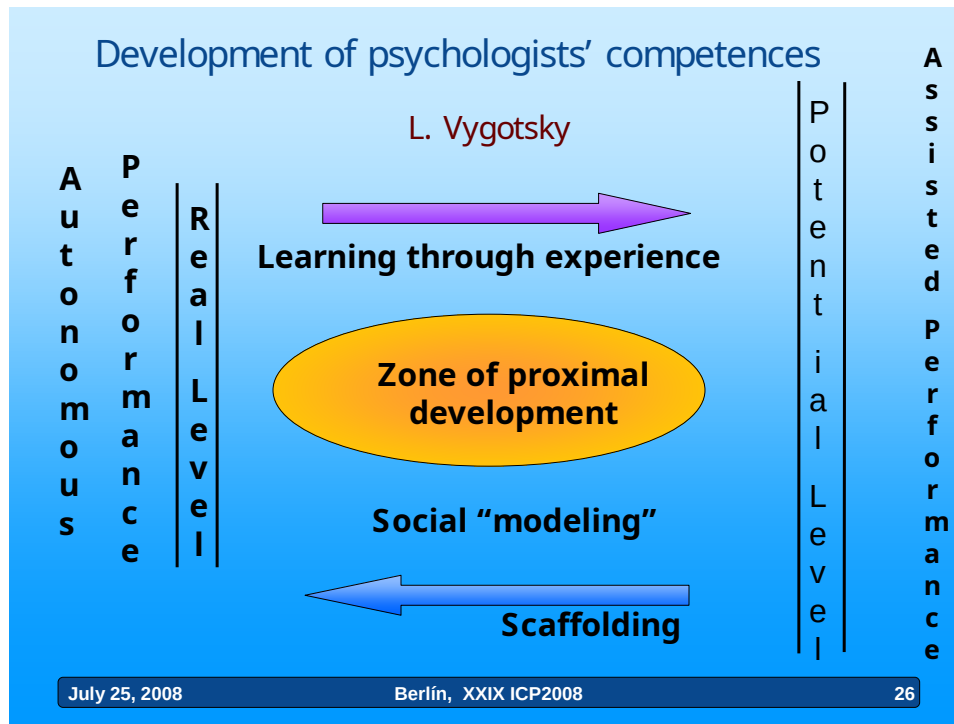 Development of psychologists’ competences
L. Vygotsky
Autonomous
Performance
Real Level
Learning through experience
Zone of proximal
development
Social “modeling”
Scaffolding
Potential Level
Assisted Performance
July 25, 2008 Berlín, XXIX ICP2008 26